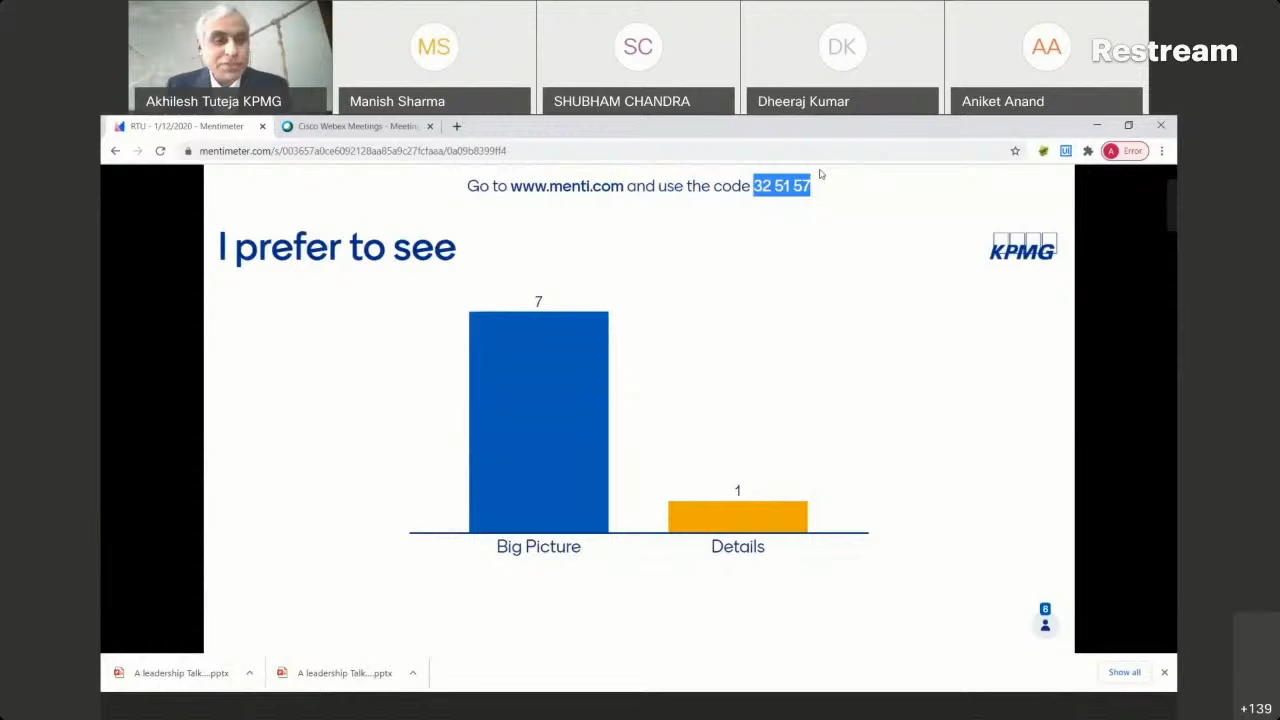 MS
SC
DK
AA
Restream
Akhilesh Tuteja KPMG
Manish Sharma
SHUBHAM CHANDRA
Dheeraj Kumar
Aniket Anand
RTU - 1/12/2020 - Mentimeter
Cisco Webex Meetings - Meetin
mentimeter.com/s/003657a0ce6092128aa85a9c27fcfaaa/0a09b8399ff4
A
Error
Go to www.menti.com and use the code 32 51 57
I prefer to see
KPMG
7
1
Big Picture
Details
6
A leadership Talk....pptx
A leadership Talk....pptx
Show all
+139